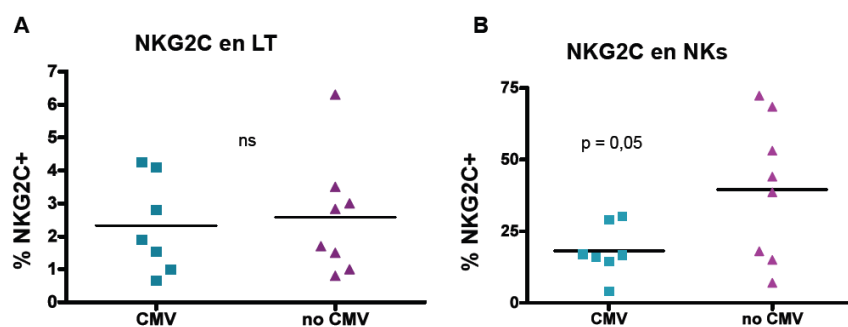 A
NKG2C en LT
% NKG2C+
7
6
5
4
3
2
1
0
ns
CMV
no CMV
B
NKG2C en NKs
% NKG2C+
75
50
25
0
p = 0,05
CMV
no CMV